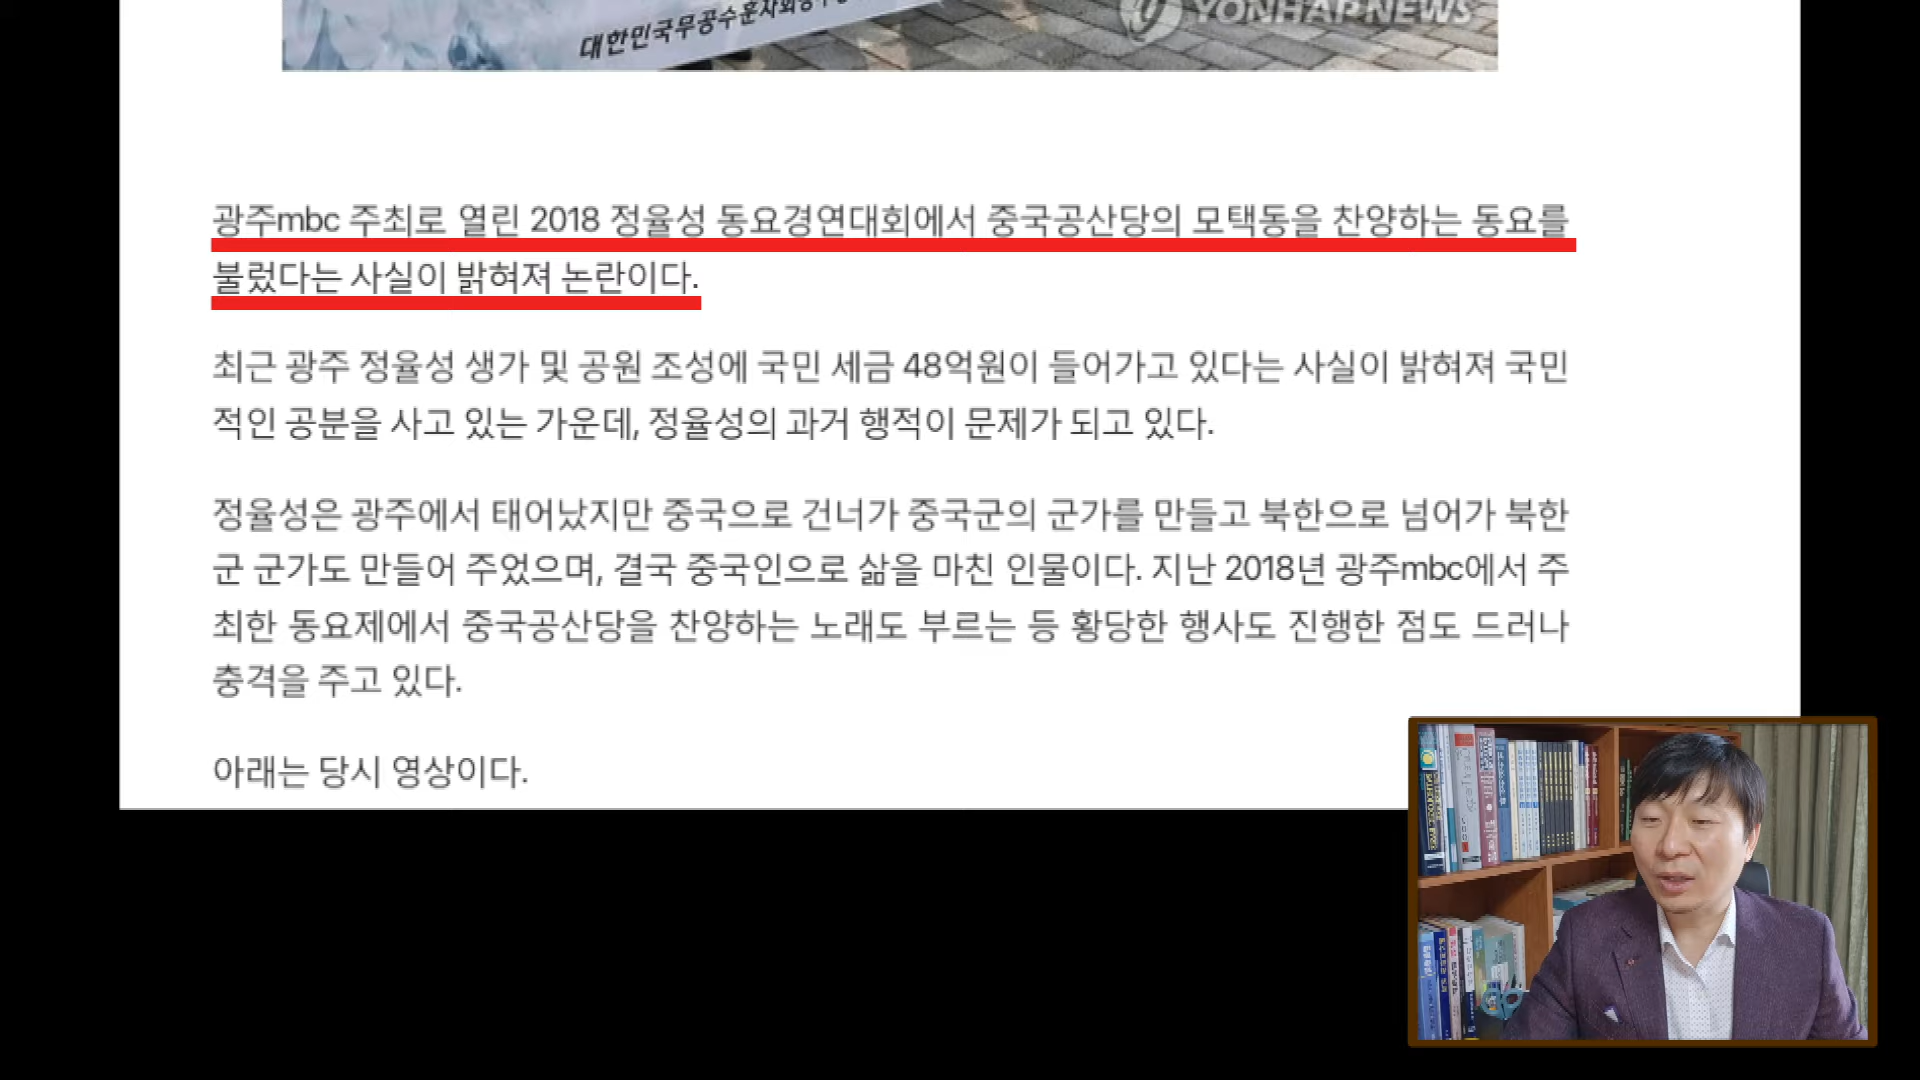 대한민국무공수훈자회광주
YONHAPNEWS
광주mbc 주최로 열린 2018 정율성 동요경연대회에서 중국공산당의 모택동을 찬양하는 동요를
불렀다는 사실이 밝혀져 논란이다.
최근 광주 정율성 생가 및 공원 조성에 국민 세금 48억원이 들어가고 있다는 사실이 밝혀져 국민
적인 공분을 사고 있는 가운데, 정율성의 과거 행적이 문제가 되고 있다.
정율성은 광주에서 태어났지만 중국으로 건너가 중국군의 군가를 만들고 북한으로 넘어가 북한
군 군가도 만들어 주었으며, 결국 중국인으로 삶을 마친 인물이다. 지난 2018년 광주mbc에서 주
최한 동요제에서 중국공산당을 찬양하는 노래도 부르는 등 황당한 행사도 진행한 점도 드러나
충격을 주고 있다.
아래는 당시 영상이다.